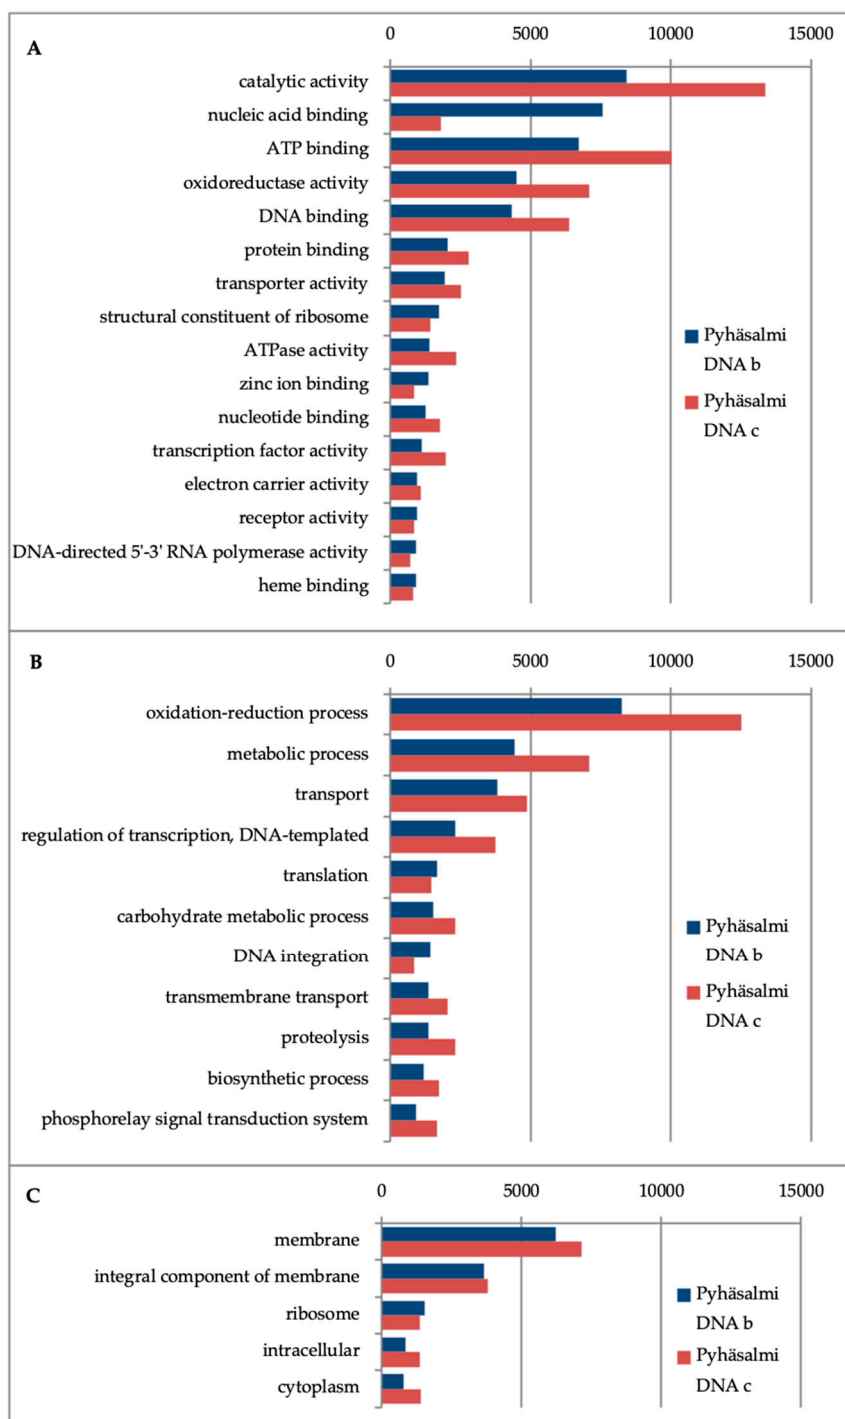 A
0 5000 10000 15000
catalytic activity
nucleic acid binding
ATP binding
oxidoreductase activity
DNA binding
protein binding
transporter activity
structural constituent of ribosome
ATPase activity
zinc ion binding
nucleotide binding
transcription factor activity
electron carrier activity
receptor activity
DNA-directed 5'-3' RNA polymerase activity
heme binding
Pyhäsalmi
DNA b
Pyhäsalmi
DNA c
B
0 5000 10000 15000
oxidation-reduction process
metabolic process
transport
regulation of transcription, DNA-templated
translation
carbohydrate metabolic process
DNA integration
transmembrane transport
proteolysis
biosynthetic process
phosphorelay signal transduction system
Pyhäsalmi
DNA b
Pyhäsalmi
DNA c
C
0 5000 10000 15000
membrane
integral component of membrane
ribosome
intracellular
cytoplasm
Pyhäsalmi
DNA b
Pyhäsalmi
DNA c